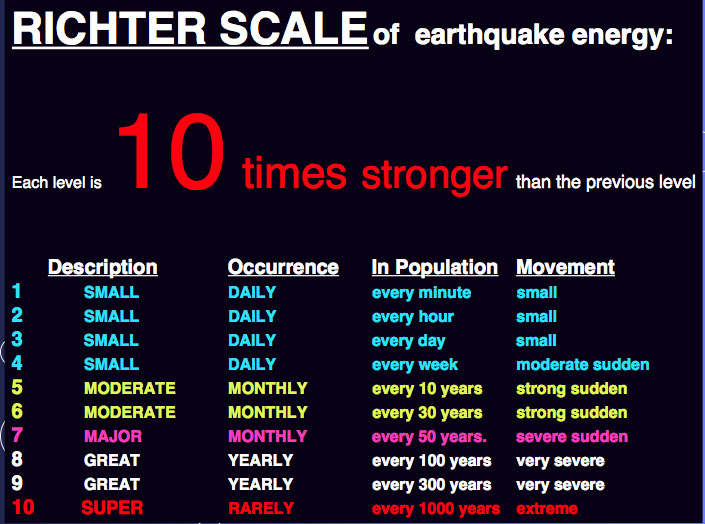 RICHTER SCALE of earthquake energy:
Each level is 10 times stronger than the previous level
Description Occurrence In Population Movement
1 SMALL DAILY every minute small
2 SMALL DAILY every hour small
3 SMALL DAILY every day small
4 SMALL DAILY every week moderate sudden
5 MODERATE MONTHLY every 10 years strong sudden
6 MODERATE MONTHLY every 30 years strong sudden
7 MAJOR MONTHLY every 50 years. severe sudden
8 GREAT YEARLY every 100 years very severe
9 GREAT YEARLY every 300 years very severe
10 SUPER RARELY every 1000 years extreme